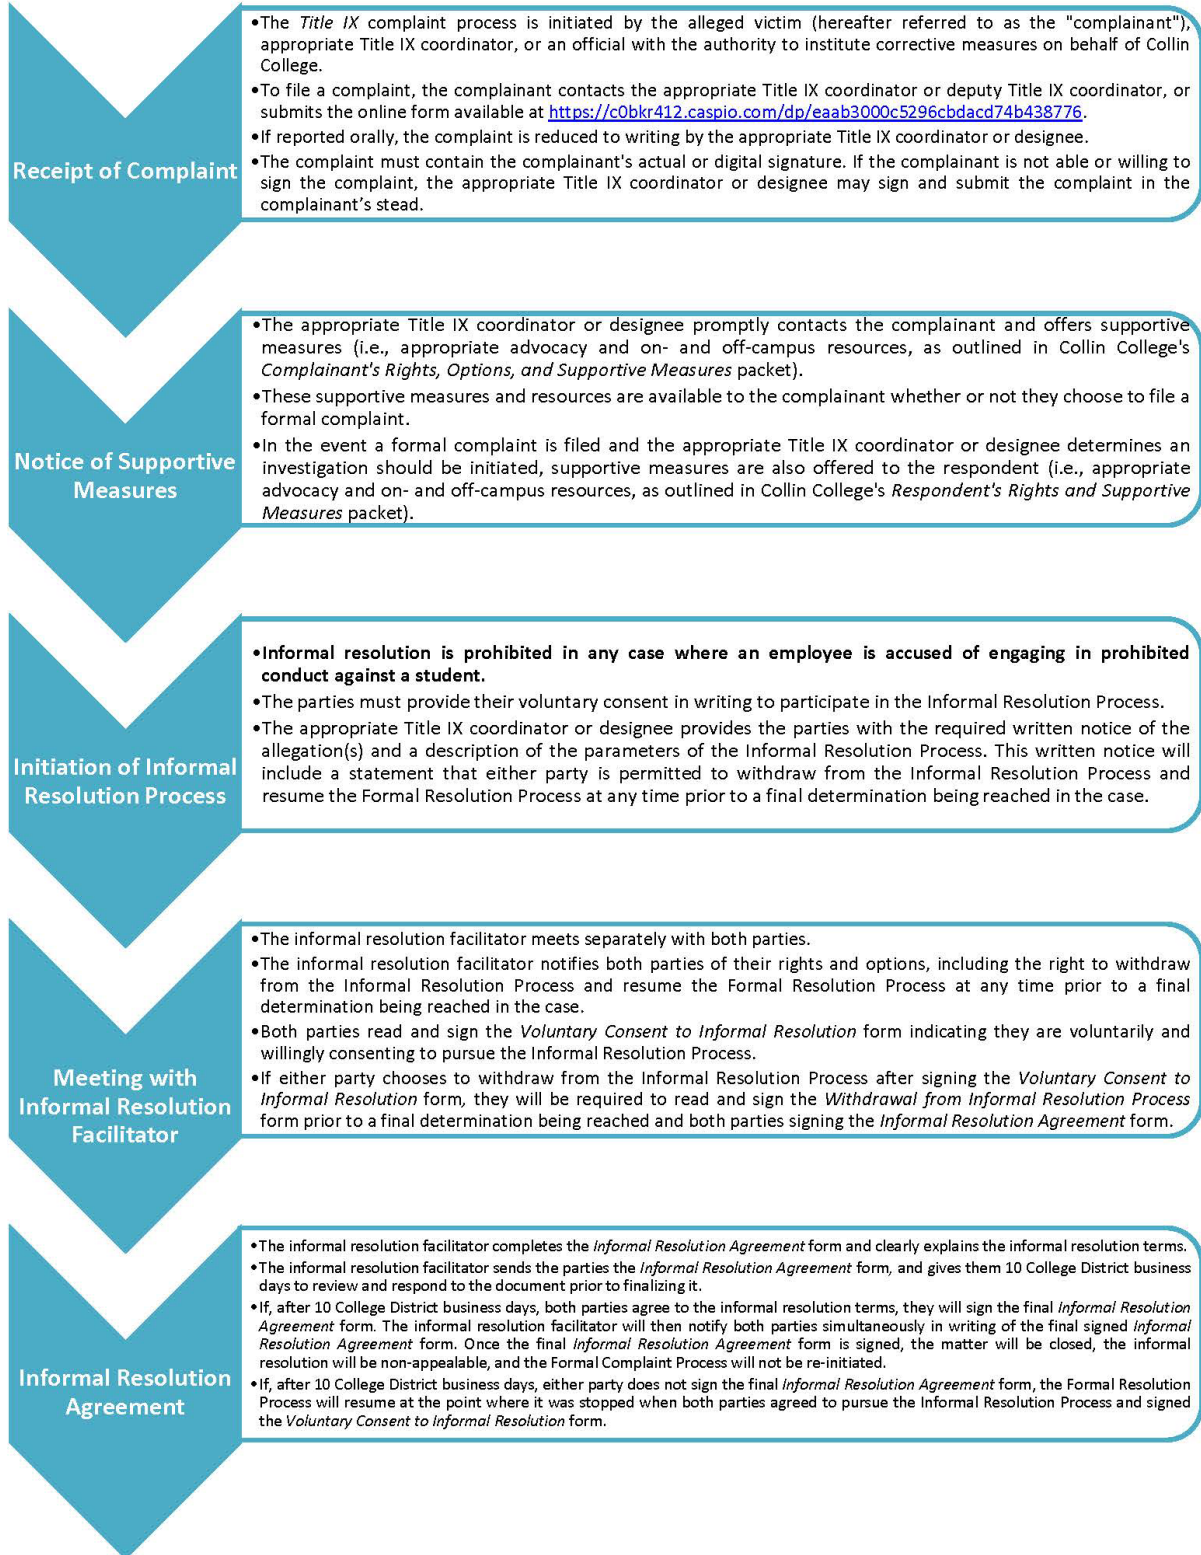 Receipt of Complaint
•The Title IX complaint process is initiated by the alleged victim (hereafter referred to as the "complainant"),
appropriate Title IX coordinator, or an official with the authority to institute corrective measures on behalf of Collin
College.
•To file a complaint, the complainant contacts the appropriate Title IX coordinator or deputy Title IX coordinator, or
submits the online form available at https://c0bkr412.caspio.com/dp/eaab3000c5296cbdacd74b438776.
•If reported orally, the complaint is reduced to writing by the appropriate Title IX coordinator or designee.
•The complaint must contain the complainant's actual or digital signature. If the complainant is not able or willing to
sign the complaint, the appropriate Title IX coordinator or designee may sign and submit the complaint in the
complainant's stead.
Notice of Supportive
Measures
•The appropriate Title IX coordinator or designee promptly contacts the complainant and offers supportive
measures (i.e., appropriate advocacy and on- and off-campus resources, as outlined in Collin College's
Complainant's Rights, Options, and Supportive Measures packet).
•These supportive measures and resources are available to the complainant whether or not they choose to file a
formal complaint.
•In the event a formal complaint is filed and the appropriate Title IX coordinator or designee determines an
investigation should be initiated, supportive measures are also offered to the respondent (i.e., appropriate
advocacy and on- and off-campus resources, as outlined in Collin College's Respondent's Rights and Supportive
Measures packet).
Initiation of Informal
Resolution Process
•Informal resolution is prohibited in any case where an employee is accused of engaging in prohibited
conduct against a student.
•The parties must provide their voluntary consent in writing to participate in the Informal Resolution Process.
•The appropriate Title IX coordinator or designee provides the parties with the required written notice of the
allegation(s) and a description of the parameters of the Informal Resolution Process. This written notice will
include a statement that either party is permitted to withdraw from the Informal Resolution Process and
resume the Formal Resolution Process at any time prior to a final determination being reached in the case.
Meeting with
Informal Resolution
Facilitator
•The informal resolution facilitator meets separately with both parties.
•The informal resolution facilitator notifies both parties of their rights and options, including the right to withdraw
from the Informal Resolution Process and resume the Formal Resolution Process at any time prior to a final
determination being reached in the case.
•Both parties read and sign the Voluntary Consent to Informal Resolution form indicating they are voluntarily and
willingly consenting to pursue the Informal Resolution Process.
•If either party chooses to withdraw from the Informal Resolution Process after signing the Voluntary Consent to
Informal Resolution form, they will be required to read and sign the Withdrawal from Informal Resolution Process
form prior to a final determination being reached and both parties signing the Informal Resolution Agreement form.
Informal Resolution
Agreement
•The informal resolution facilitator completes the Informal Resolution Agreement form and clearly explains the informal resolution terms.
•The informal resolution facilitator sends the parties the Informal Resolution Agreement form, and gives them 10 College District business
days to review and respond to the document prior to finalizing it.
•If, after 10 College District business days, both parties agree to the informal resolution terms, they will sign the final Informal Resolution
Agreement form. The informal resolution facilitator will then notify both parties simultaneously in writing of the final signed Informal
Resolution Agreement form. Once the final Informal Resolution Agreement form is signed, the matter will be closed, the informal
resolution will be non-appealable, and the Formal Complaint Process will not be re-initiated.
•If, after 10 College District business days, either party does not sign the final Informal Resolution Agreement form, the Formal Resolution
Process will resume at the point where it was stopped when both parties agreed to pursue the Informal Resolution Process and signed
the Voluntary Consent to Informal Resolution form.